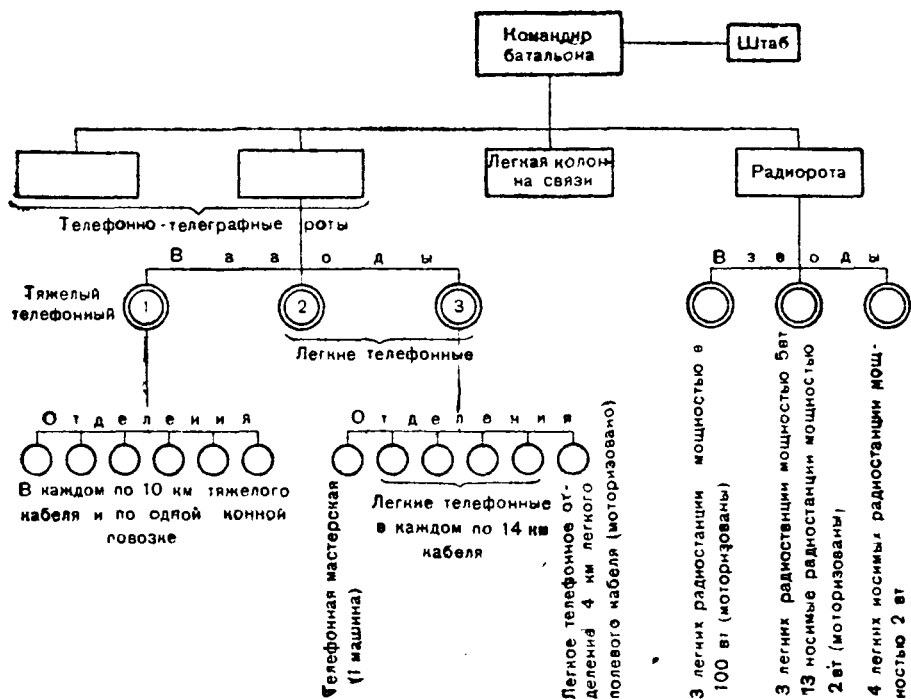 Командир
батальона
Штаб
Легкая колон-
на связи
Радиорота
Телефонно-телеграфные роты
Взводы
Взводы
Тяжелый
телефонный
1
2
3
Легкие телефонные
Отделения
Отделения
В каждом по 10 км тяжелого
кабеля и по одной конной
повозке
Легкие телефонные
в каждом по 14 км
кабеля
Телефонная мастерская
(1 машина)
Легкое телефонное от-
деление 4 км легкого
полевого кабеля (моторизовано)
3 легких радиостанции мощностью в
100 вт (моторизованы)
3 легких радиостанции мощностью 5вт
13 носимые радиостанции мощностью
2 вт (моторизованы)
4 легких носимых радиостанции мощ-
ностью 2 вт